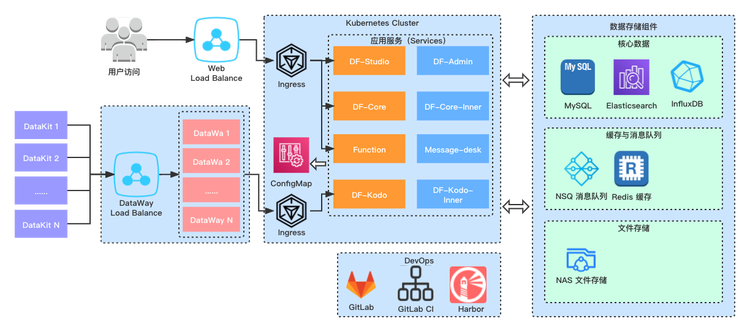 用户访问
Web
Load Balance
DataKit 1
DataKit 2
......
DataKit N
DataWay
Load Balance
DataWa 1
DataWa 2
......
DataWay N
Kubernetes Cluster
Ingress
ConfigMap
Ingress
应用服务（Services）
DF-Studio
DF-Admin
DF-Core
DF-Core-Inner
Function
Message-desk
DF-Kodo
DF-Kodo-
Inner
DevOps
GitLab
GitLab CI
Harbor
数据存储组件
核心数据
My SQL
MySQL
Elasticsearch
InfluxDB
缓存与消息队列
NSQ 消息队列
R
Redis 缓存
文件存储
NAS 文件存储